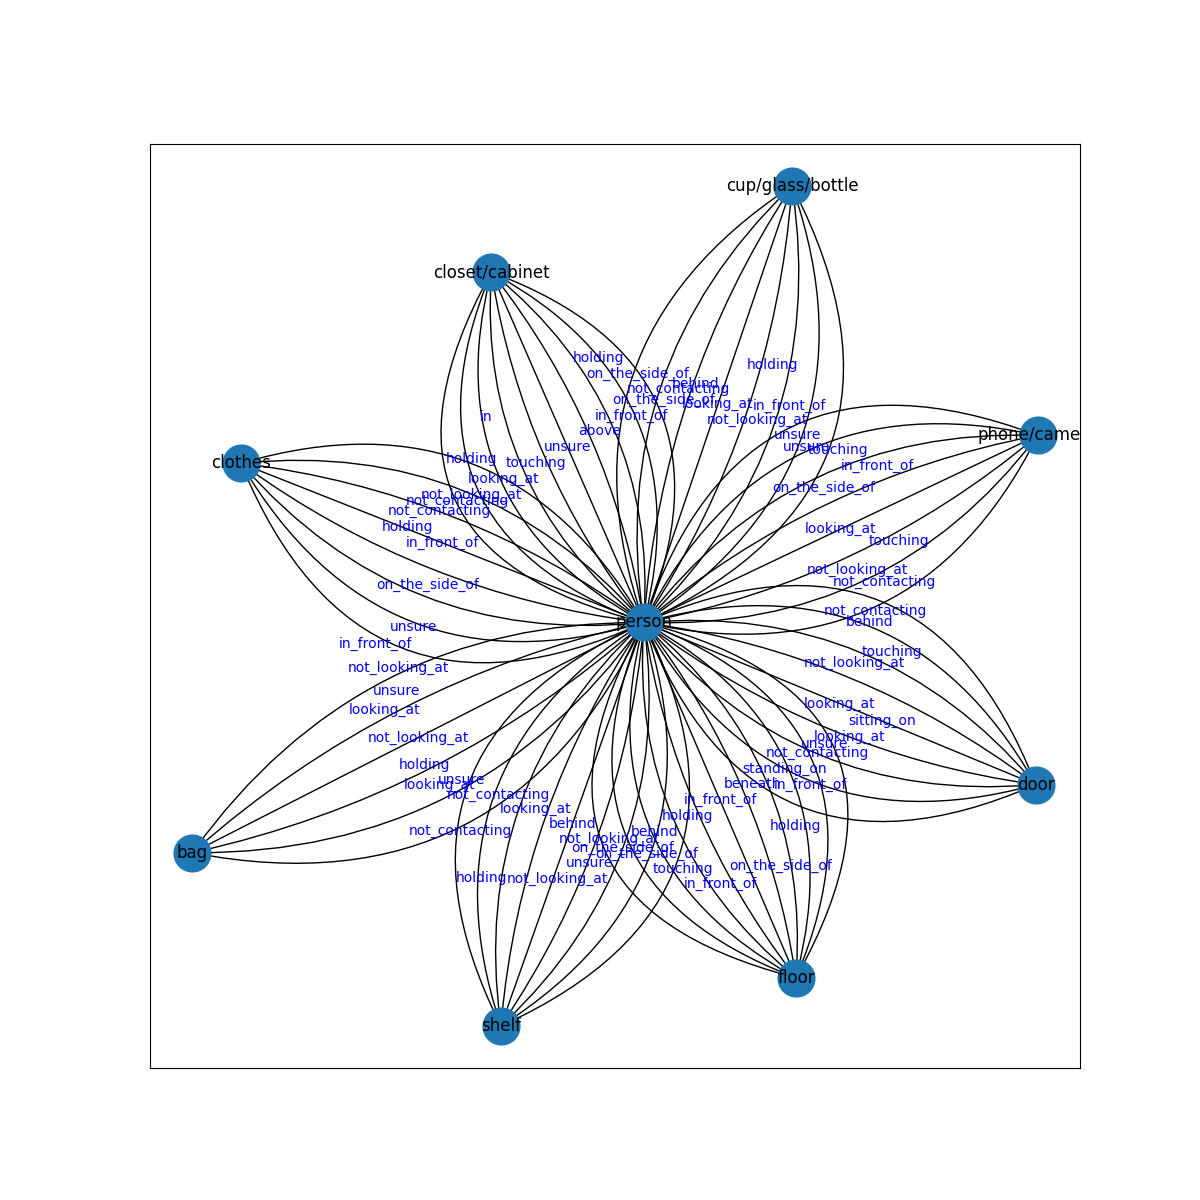 cup/glass/bottle
closet/cabinet
holding
holding
on_the_side_of
behind
not_contacting
on_the_side_of
looking_at
in_front_of
in
in_front_of
not_looking_at
above
unsure
phone/came
unsure
unsure
touching
clothes
holding
touching
in_front_of
looking_at
on_the_side_of
not_looking_at
not_contacting
not_contacting
holding
looking_at
in_front_of
touching
not_looking_at
on_the_side_of
not_contacting
not_contacting
person
behind
unsure
in_front_of
touching
not_looking_at
not_looking_at
unsure
looking_at
looking_at
sitting_on
not_looking_at
looking_at
unsure
not_contacting
holding
standing_on
unsure
looking_at
beneath
in_front_of
door
not_contacting
in_front_of
looking_at
holding
behind
holding
not_contacting
behind
not_looking_at
bag
on_the_side_of
on_the_side_of
unsure
touching
on_the_side_of
holding
not_looking_at
in_front_of
floor
shelf